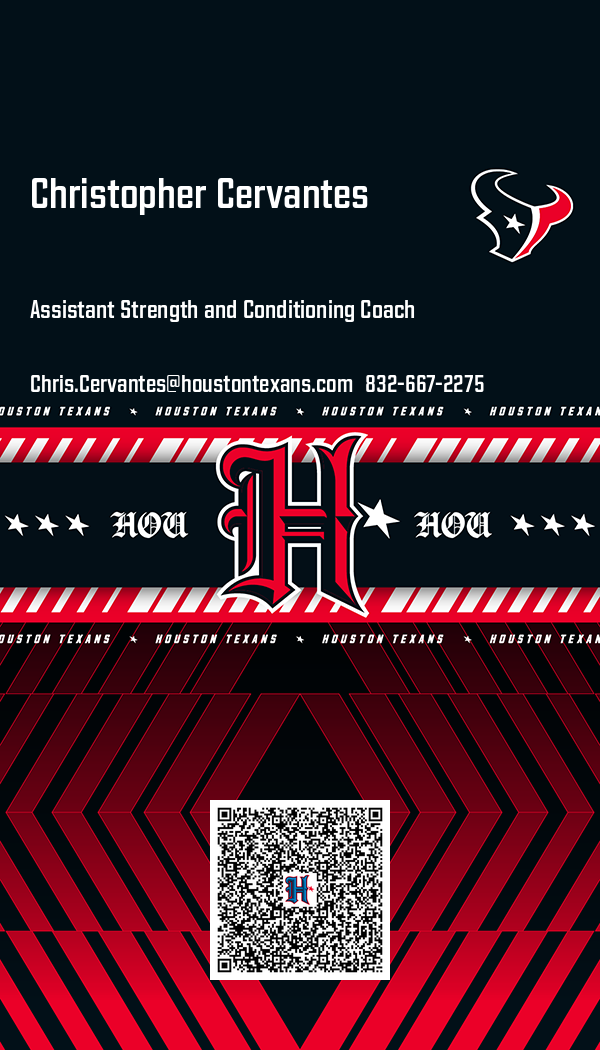 Christopher Cervantes
Assistant Strength and Conditioning Coach
Chris.Cervantes@houstontexans.com 832-667-2275
OUSTON TEXANS ★ HOUSTON TEXANS ★ HOUSTON TEXANS ★ HOUSTON TEXAN
★★★ HOU H★ HOU ★★★
OUSTON TEXANS ★ HOUSTON TEXANS ★ HOUSTON TEXANS ★ HOUSTON TEXAN
H